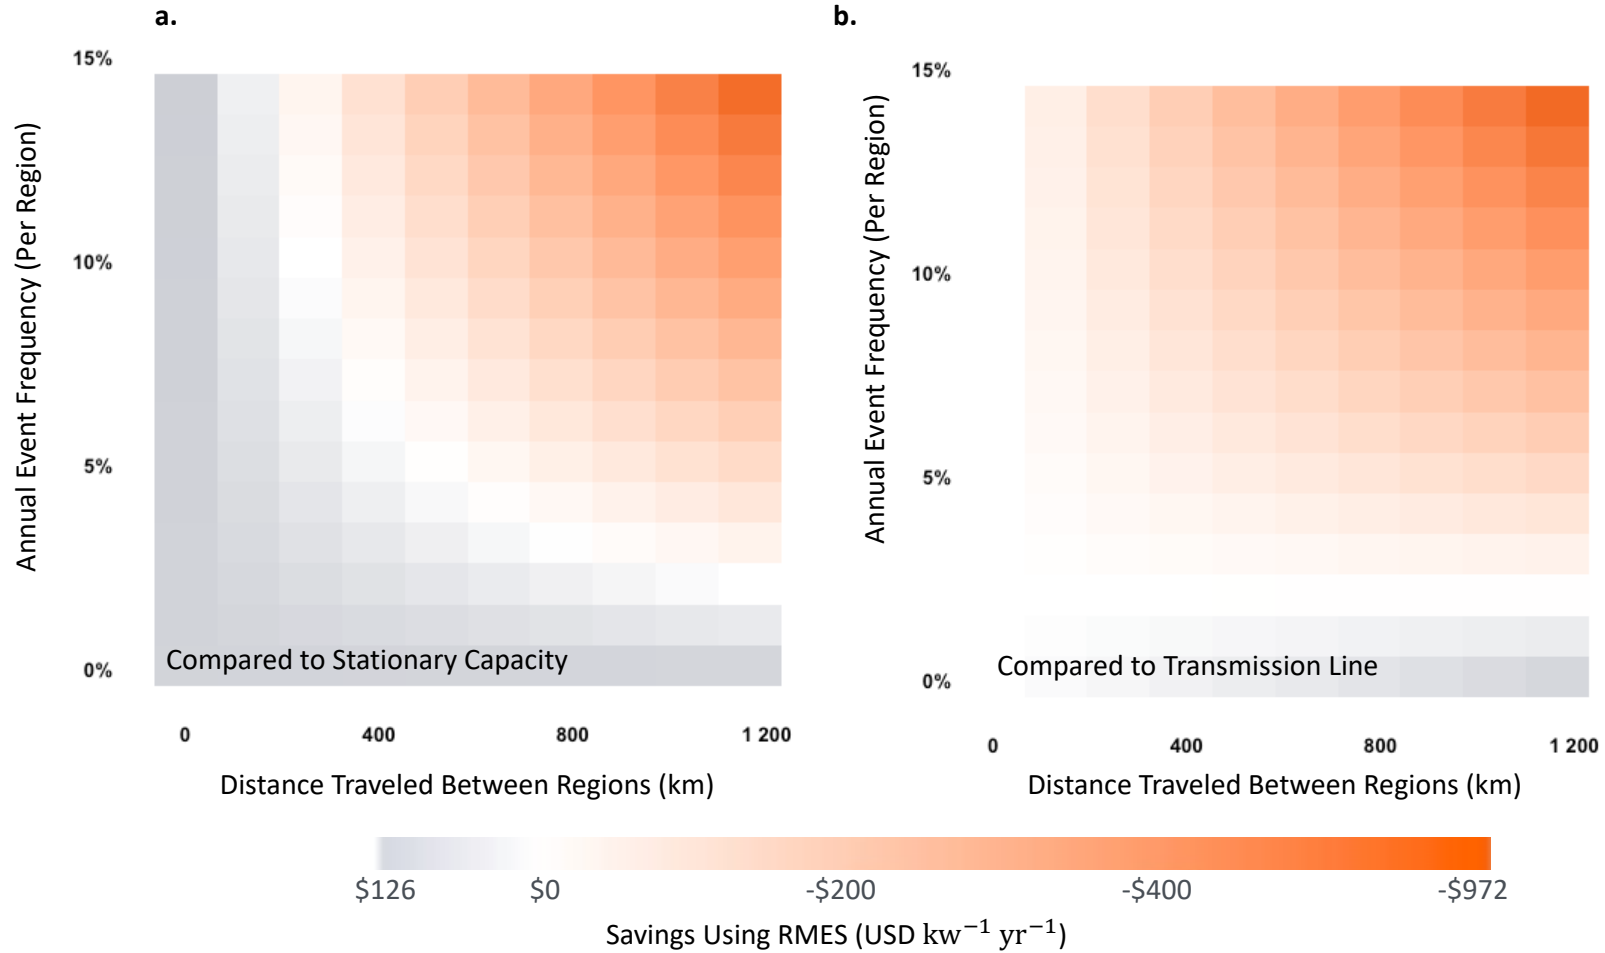 a.
15%
10%
5%
0%
Annual Event Frequency (Per Region)
Compared to Stationary Capacity
0 400 800 1 200
Distance Traveled Between Regions (km)
b.
15%
10%
5%
0%
Annual Event Frequency (Per Region)
Compared to Transmission Line
0 400 800 1 200
Distance Traveled Between Regions (km)
$126 $0 -$200 -$400 -$972
Savings Using RMES (USD kw⁻¹ yr⁻¹)